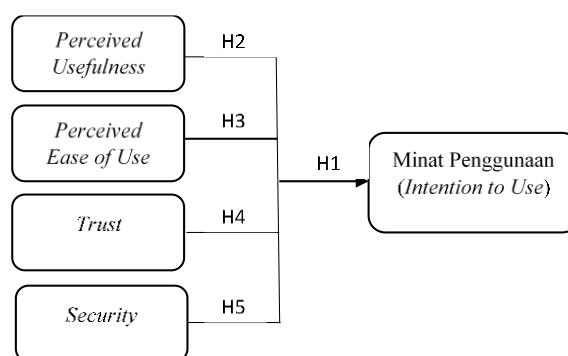 Perceived
Usefulness
H2
Perceived
Ease of Use
H3
Trust
H4
Security
H5
H1
Minat Penggunaan
(Intention to Use)